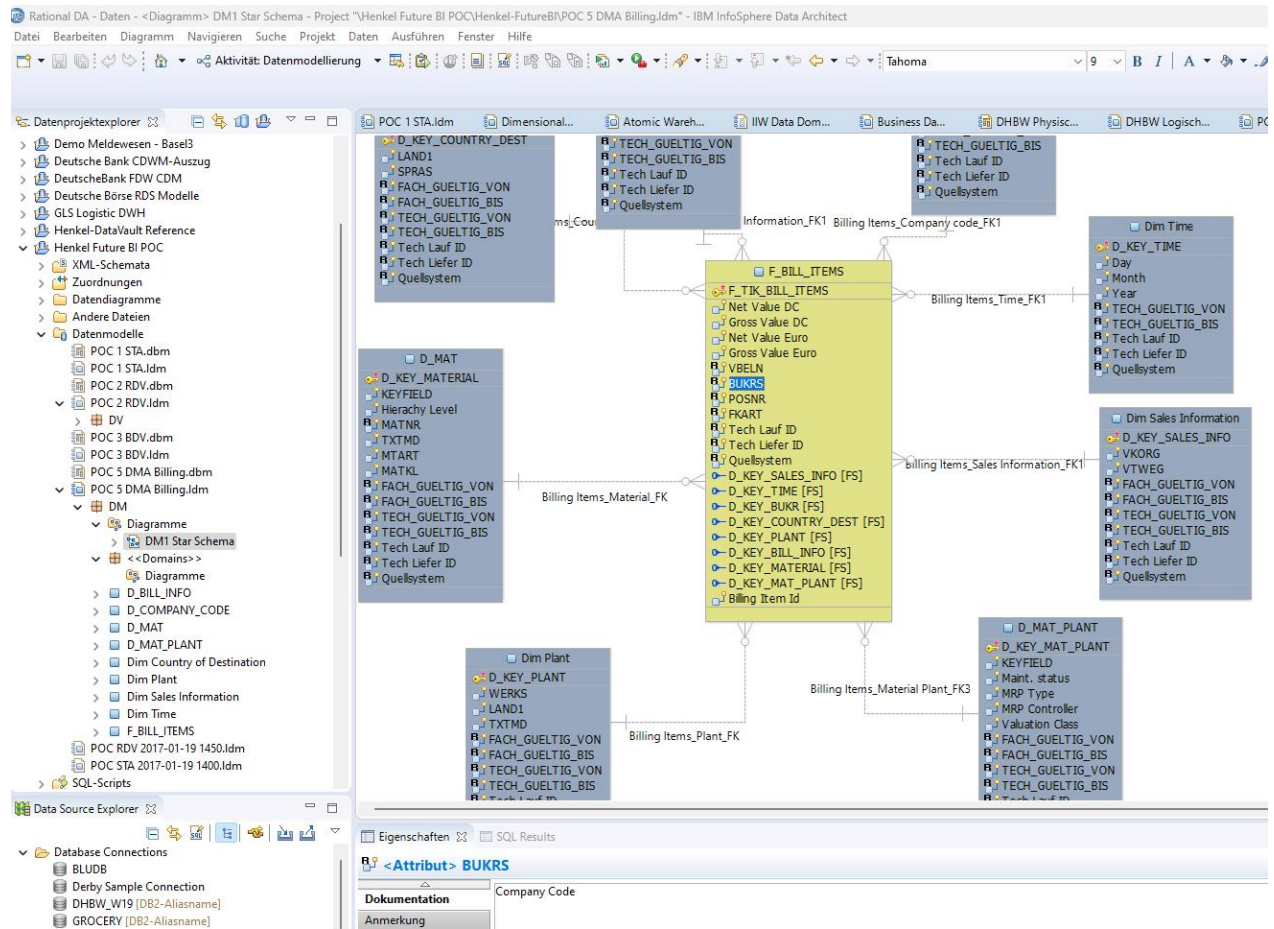 Rational DA - Daten - <Diagramm> DM1 Star Schema - Project "\Henkel Future BI POC\Henkel-FutureBI\POC 5 DMA Billing.ldm" - IBM InfoSphere Data Architect
Datei Bearbeiten Diagramm Navigieren Suche Projekt Daten Ausführen Fenster Hilfe
Aktivität: Datenmodellierung
Tahoma 9 B I A
Datenprojektexplorer
Demo Meldewesen - Basel3
Deutsche Bank CDWM-Auszug
DeutscheBank FDW CDM
Deutsche Börse RDS Modelle
GLS Logistic DWH
Henkel-DataVault Reference
Henkel Future BI POC
XML-Schemata
Zuordnungen
Datendiagramme
Andere Dateien
Datenmodelle
POC 1 STA.dbm
POC 1 STA.ldm
POC 2 RDV.dbm
POC 2 RDV.ldm
DV
POC 3 BDV.dbm
POC 3 BDV.ldm
POC 5 DMA Billing.dbm
POC 5 DMA Billing.ldm
DM
Diagramme
DM1 Star Schema
<<Domains>>
Diagramme
D_BILL_INFO
D_COMPANY_CODE
D_MAT
D_MAT_PLANT
Dim Country of Destination
Dim Plant
Dim Sales Information
Dim Time
F_BILL_ITEMS
POC RDV 2017-01-19 1450.ldm
POC STA 2017-01-19 1400.ldm
SQL-Scripts
Data Source Explorer
Database Connections
BLUDB
Derby Sample Connection
DHBW_W19 [DB2-Aliasname]
GROCERY [DB2-Aliasname]
POC 1 STA.ldm Dimensional... Atomic Wareh... IIW Data Dom... Business Da... DHBW Physisc... DHBW Logisch... PO
D_KEY_COUNTRY_DEST
LAND1
SPRAS
FACH_GUELTIG_VON
FACH_GUELTIG_BIS
TECH_GUELTIG_VON
TECH_GUELTIG_BIS
Tech Lauf ID
Tech Liefer ID
Quellsystem
TECH_GUELTIG_VON
TECH_GUELTIG_BIS
Tech Lauf ID
Tech Liefer ID
Quellsystem
TECH_GUELTIG_BIS
Tech Lauf ID
Tech Liefer ID
Quellsystem
ms_Cou
Information_FK1
Billing Items_Company code_FK1
Dim Time
D_KEY_TIME
Day
Month
Year
TECH_GUELTIG_VON
TECH_GUELTIG_BIS
Tech Lauf ID
Tech Liefer ID
Quellsystem
F_BILL_ITEMS
F_TIK_BILL_ITEMS
Net Value DC
Gross Value DC
Net Value Euro
Gross Value Euro
VBELN
BUKRS
POSNR
FKART
Tech Lauf ID
Tech Liefer ID
Quellsystem
D_KEY_SALES_INFO [FS]
D_KEY_TIME [FS]
D_KEY_BUKR [FS]
D_KEY_COUNTRY_DEST [FS]
D_KEY_PLANT [FS]
D_KEY_BILL_INFO [FS]
D_KEY_MATERIAL [FS]
D_KEY_MAT_PLANT [FS]
Billing Item Id
Billing Items_Time_FK1
D_MAT
D_KEY_MATERIAL
KEYFIELD
Hierachy Level
MATNR
TXTMD
MTART
MATKL
FACH_GUELTIG_VON
FACH_GUELTIG_BIS
TECH_GUELTIG_VON
TECH_GUELTIG_BIS
Tech Lauf ID
Tech Liefer ID
Quellsystem
Billing Items_Material_FK
Dim Sales Information
D_KEY_SALES_INFO
VKORG
VTWEG
FACH_GUELTIG_VON
FACH_GUELTIG_BIS
TECH_GUELTIG_VON
TECH_GUELTIG_BIS
Tech Lauf ID
Tech Liefer ID
Quellsystem
Billing Items_Sales Information_FK1
Dim Plant
D_KEY_PLANT
WERKS
LAND1
TXTMD
FACH_GUELTIG_VON
FACH_GUELTIG_BIS
TECH_GUELTIG_VON
TECH_GUELTIG_BIS
Tech Lauf ID
Billing Items_Plant_FK
Billing Items_Material Plant_FK3
D_MAT_PLANT
D_KEY_MAT_PLANT
KEYFIELD
Maint. status
MRP Type
MRP Controller
Valuation Class
FACH_GUELTIG_VON
FACH_GUELTIG_BIS
TECH_GUELTIG_VON
TECH_GUELTIG_BIS
Tech Lauf ID
Eigenschaften SQL Results
<Attribut> BUKRS
Dokumentation
Company Code
Anmerkung